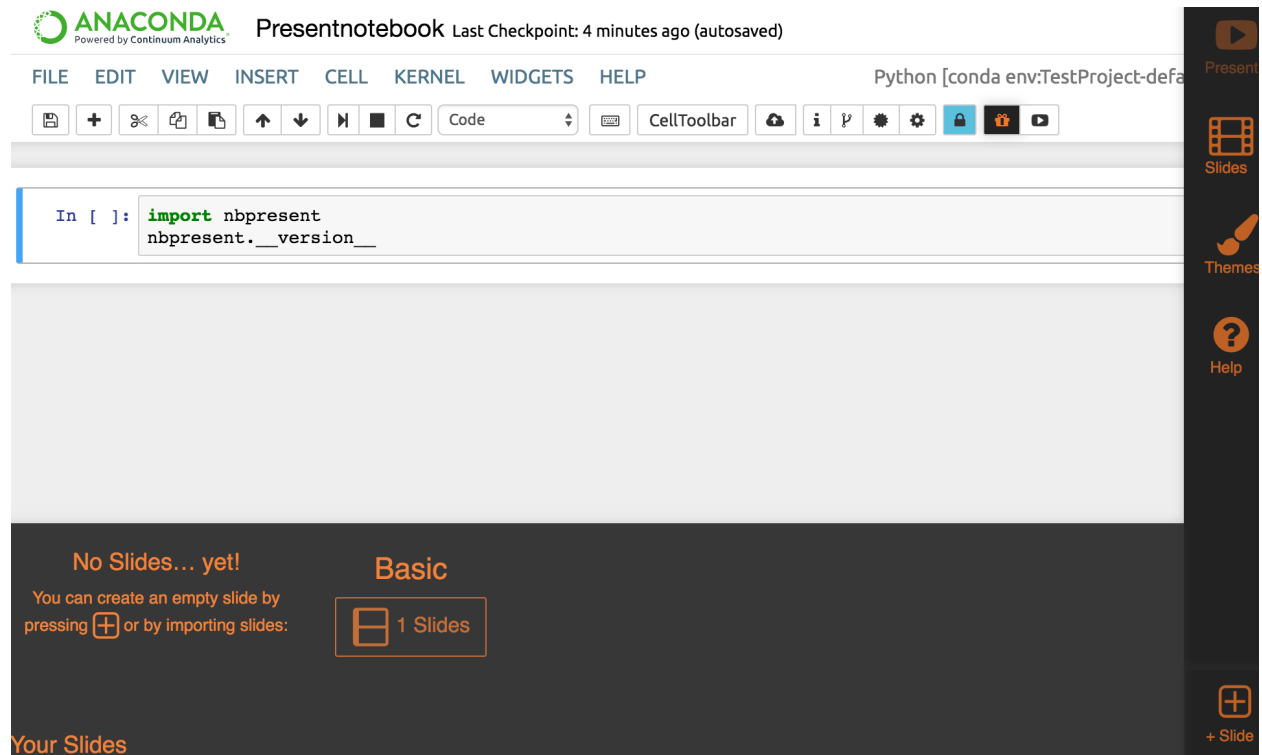 ANACONDA
Powered by Continuum Analytics
Presentnotebook Last Checkpoint: 4 minutes ago (autosaved)
FILE EDIT VIEW INSERT CELL KERNEL WIDGETS HELP Python [conda env:TestProject-defa
Code CellToolbar
In [ ]: import nbpresent
nbpresent.__version__
Present
Slides
Themes
Help
No Slides... yet!
You can create an empty slide by
pressing or by importing slides:
Basic
1 Slides
Your Slides
+ Slide